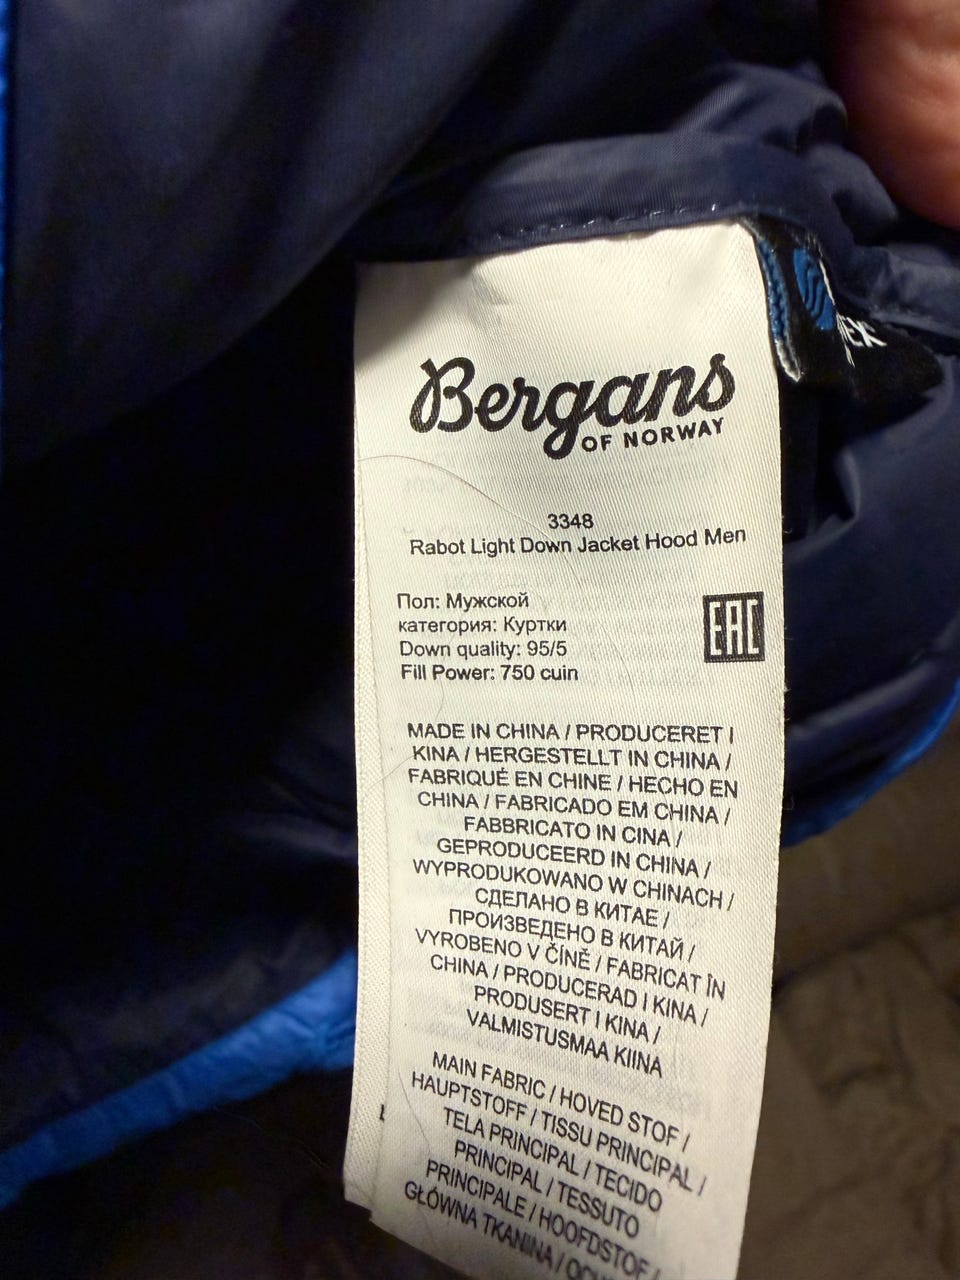 Bergans
OF NORWAY
3348
Rabot Light Down Jacket Hood Men
Пол: Мужской
категория: Куртки
Down quality: 95/5
Fill Power: 750 cuin
EAC
MADE IN CHINA / PRODUCERET I
KINA / HERGESTELLT IN CHINA /
FABRIQUÉ EN CHINE / HECHO EN
CHINA / FABRICADO EM CHINA /
FABBRICATO IN CINA /
GEPRODUCEERD IN CHINA /
WYPRODUKOWANO W CHINACH /
СДЕЛАНО В КИТАЕ /
ПРОИЗВЕДЕНО В КИТАЙ /
VYROBENO V ČÍNĚ / FABRICAT ÎN
CHINA / PRODUCERAD I KINA /
PRODUSERT I KINA /
VALMISTUSMAA KIINA
MAIN FABRIC / HOVED STOF /
HAUPTSTOFF / TISSU PRINCIPAL /
TELA PRINCIPAL / TECIDO
PRINCIPAL / TESSUTO
PRINCIPALE / HOOFDSTOF /
GŁÓWNA TKANINA /